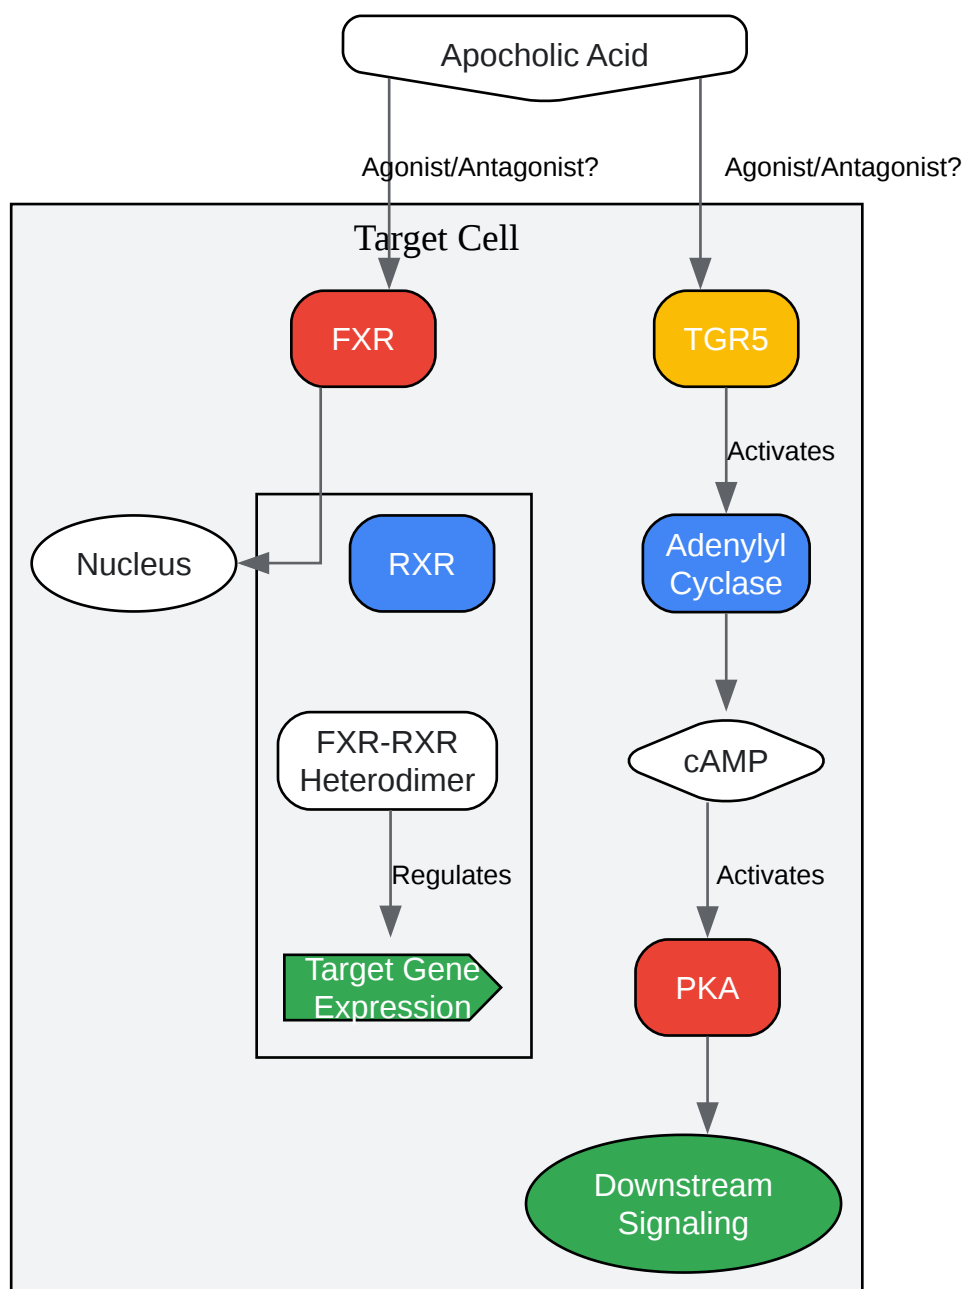 Apocholic Acid
Agonist/Antagonist?
Agonist/Antagonist?
Target Cell
FXR
TGR5
Activates
Nucleus
RXR
Adenylyl
Cyclase
FXR-RXR
Heterodimer
cAMP
Regulates
Activates
Target Gene
Expression
PKA
Downstream
Signaling